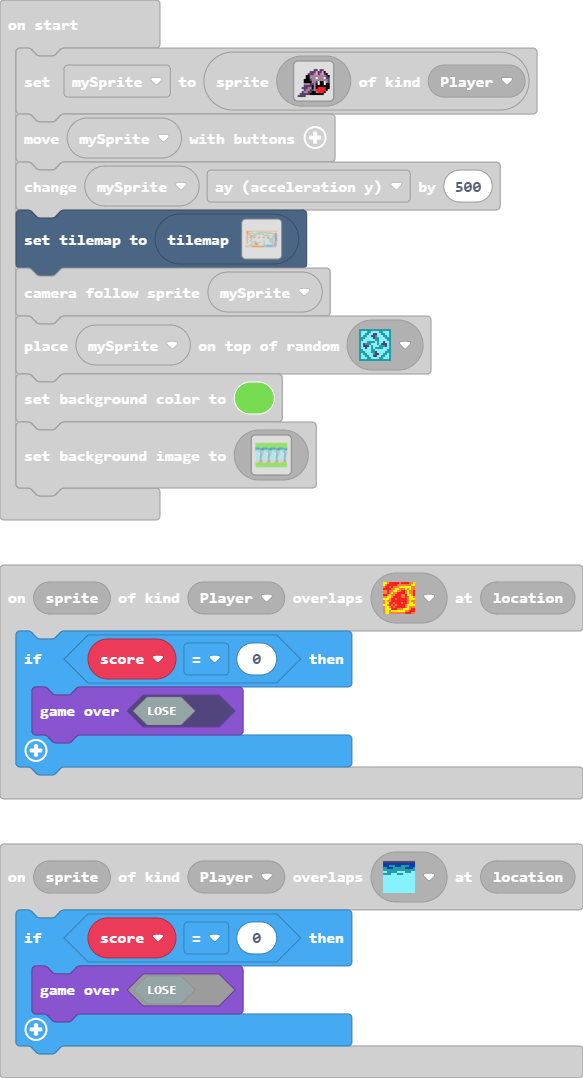 on start
set mySprite to sprite of kind Player
move mySprite with buttons
change mySprite ay (acceleration y) by 500
set tilemap to tilemap
camera follow sprite mySprite
place mySprite on top of random
set background color to
set background image to
on sprite of kind Player overlaps at location
if score = 0 then
game over LOSE
on sprite of kind Player overlaps at location
if score = 0 then
game over LOSE